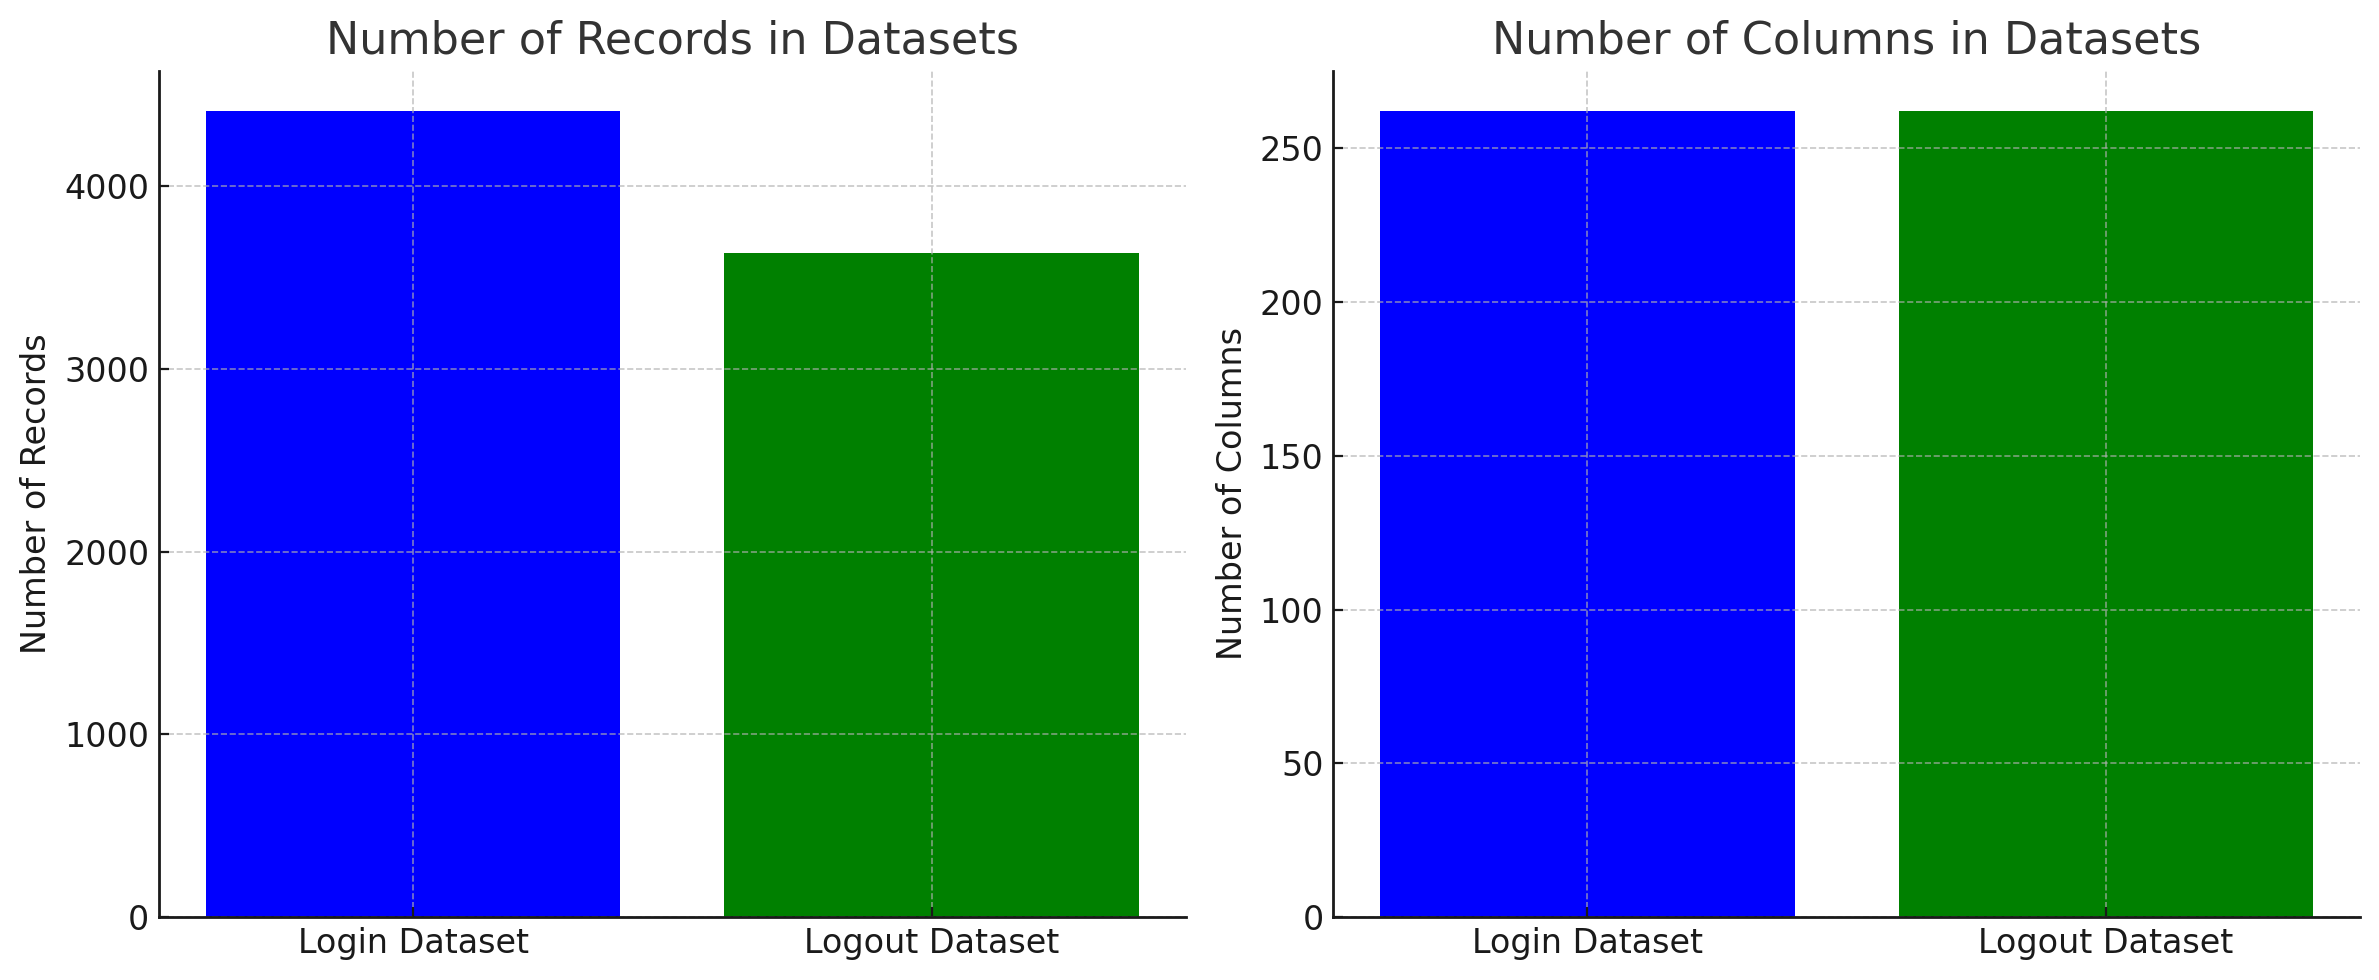 Number of Records in Datasets
Number of Records
4000
3000
2000
1000
0
Login Dataset
Logout Dataset
Number of Columns in Datasets
Number of Columns
250
200
150
100
50
0
Login Dataset
Logout Dataset